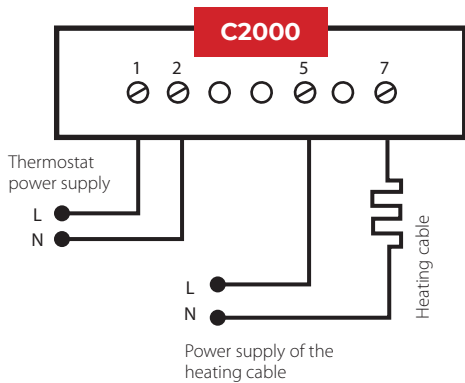 C2000
1 2 5 7
Thermostat
power supply
L
N
Heating cable
L
N
Power supply of the
heating cable